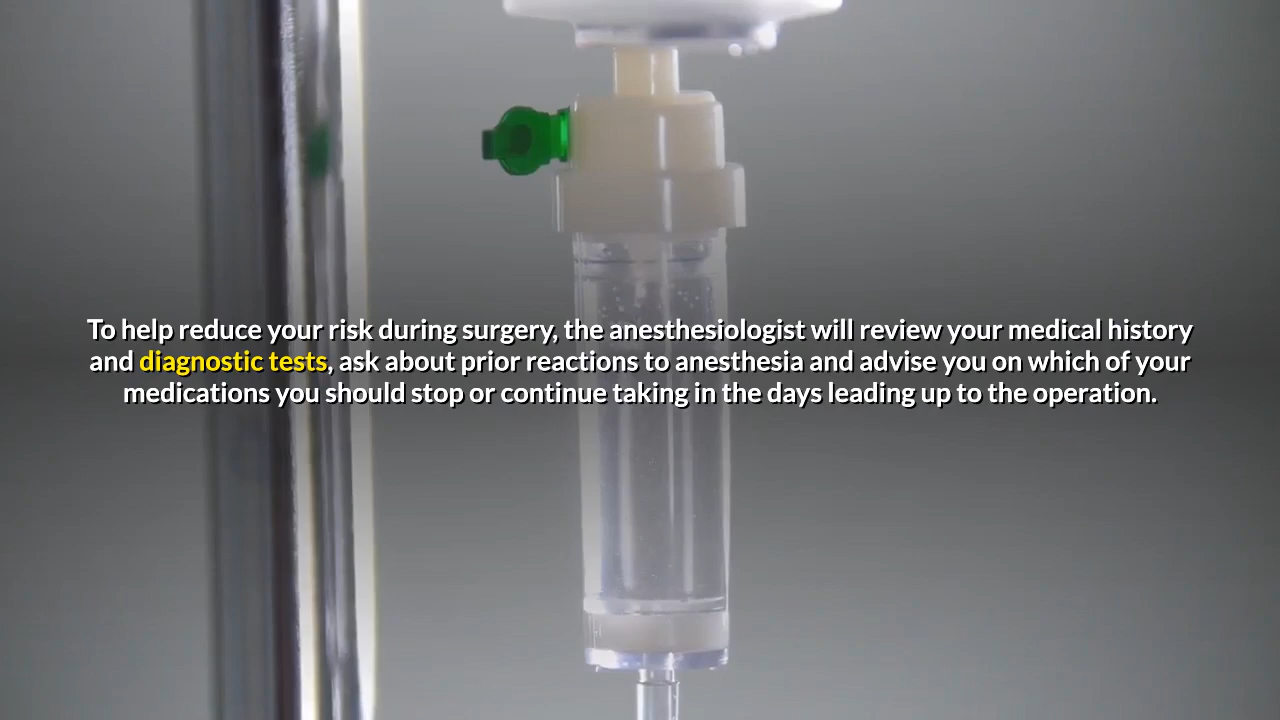 To help reduce your risk during surgery, the anesthesiologist will review your medical history
and diagnostic tests, ask about prior reactions to anesthesia and advise you on which of your
medications you should stop or continue taking in the days leading up to the operation.